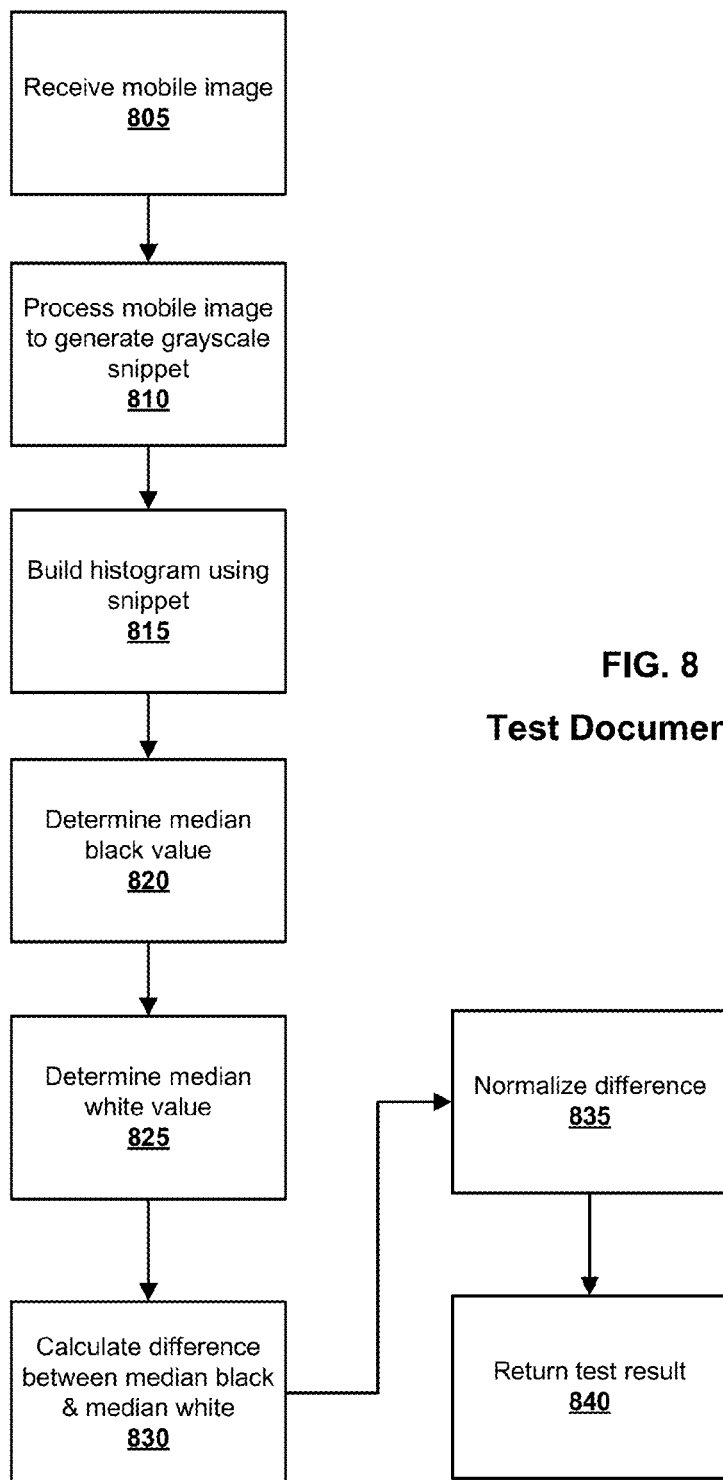 Receive mobile image
805
Process mobile image
to generate grayscale
snippet
810
Build histogram using
snippet
815
Determine median
black value
820
Determine median
white value
825
Calculate difference
between median black
& median white
830
Normalize difference
835
Return test result
840
FIG. 8
Test Documen